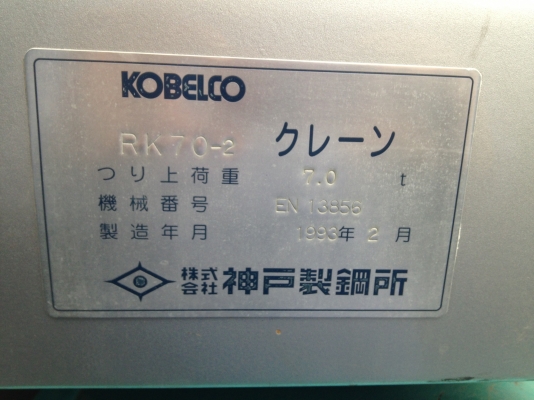 KOBELCO
RK70-2 クレーン
つり上荷重 7.0 t
機械番号 EN 13856
製造年月 1993年 2 月
株式会社 神戸製鋼所